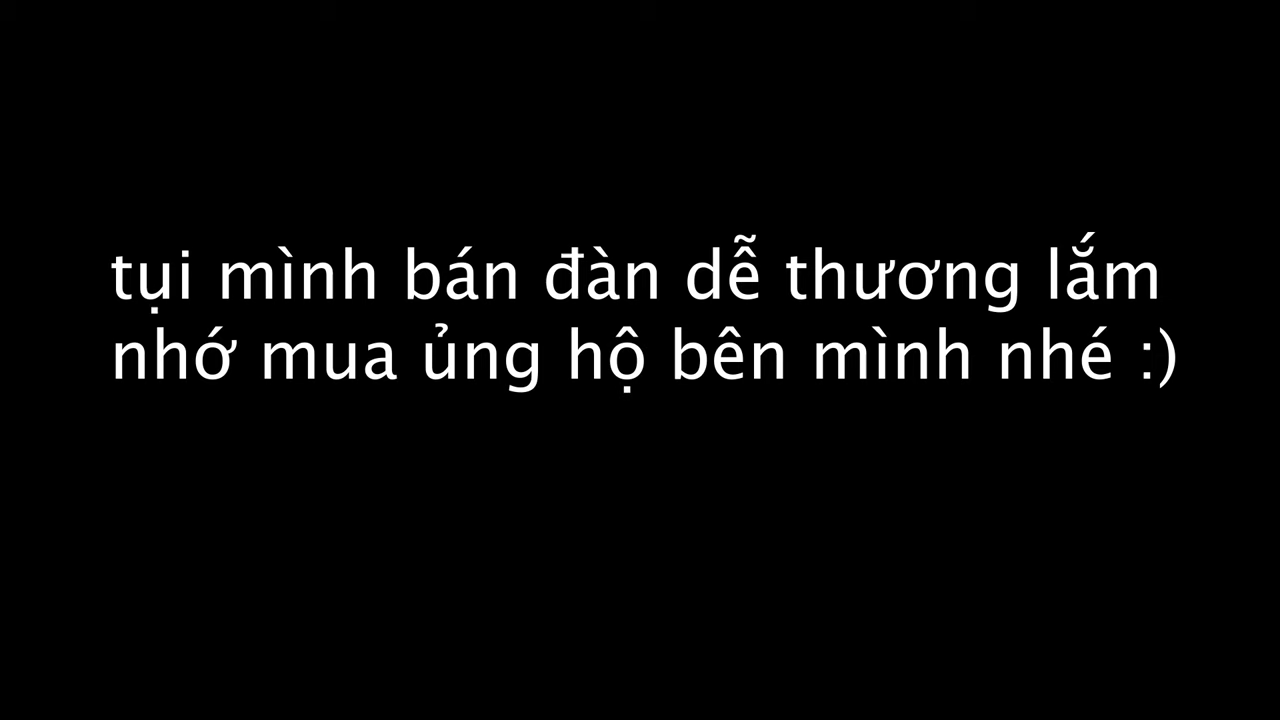 tụi mình bán đàn dễ thương lắm
nhớ mua ủng hộ bên mình nhé :)